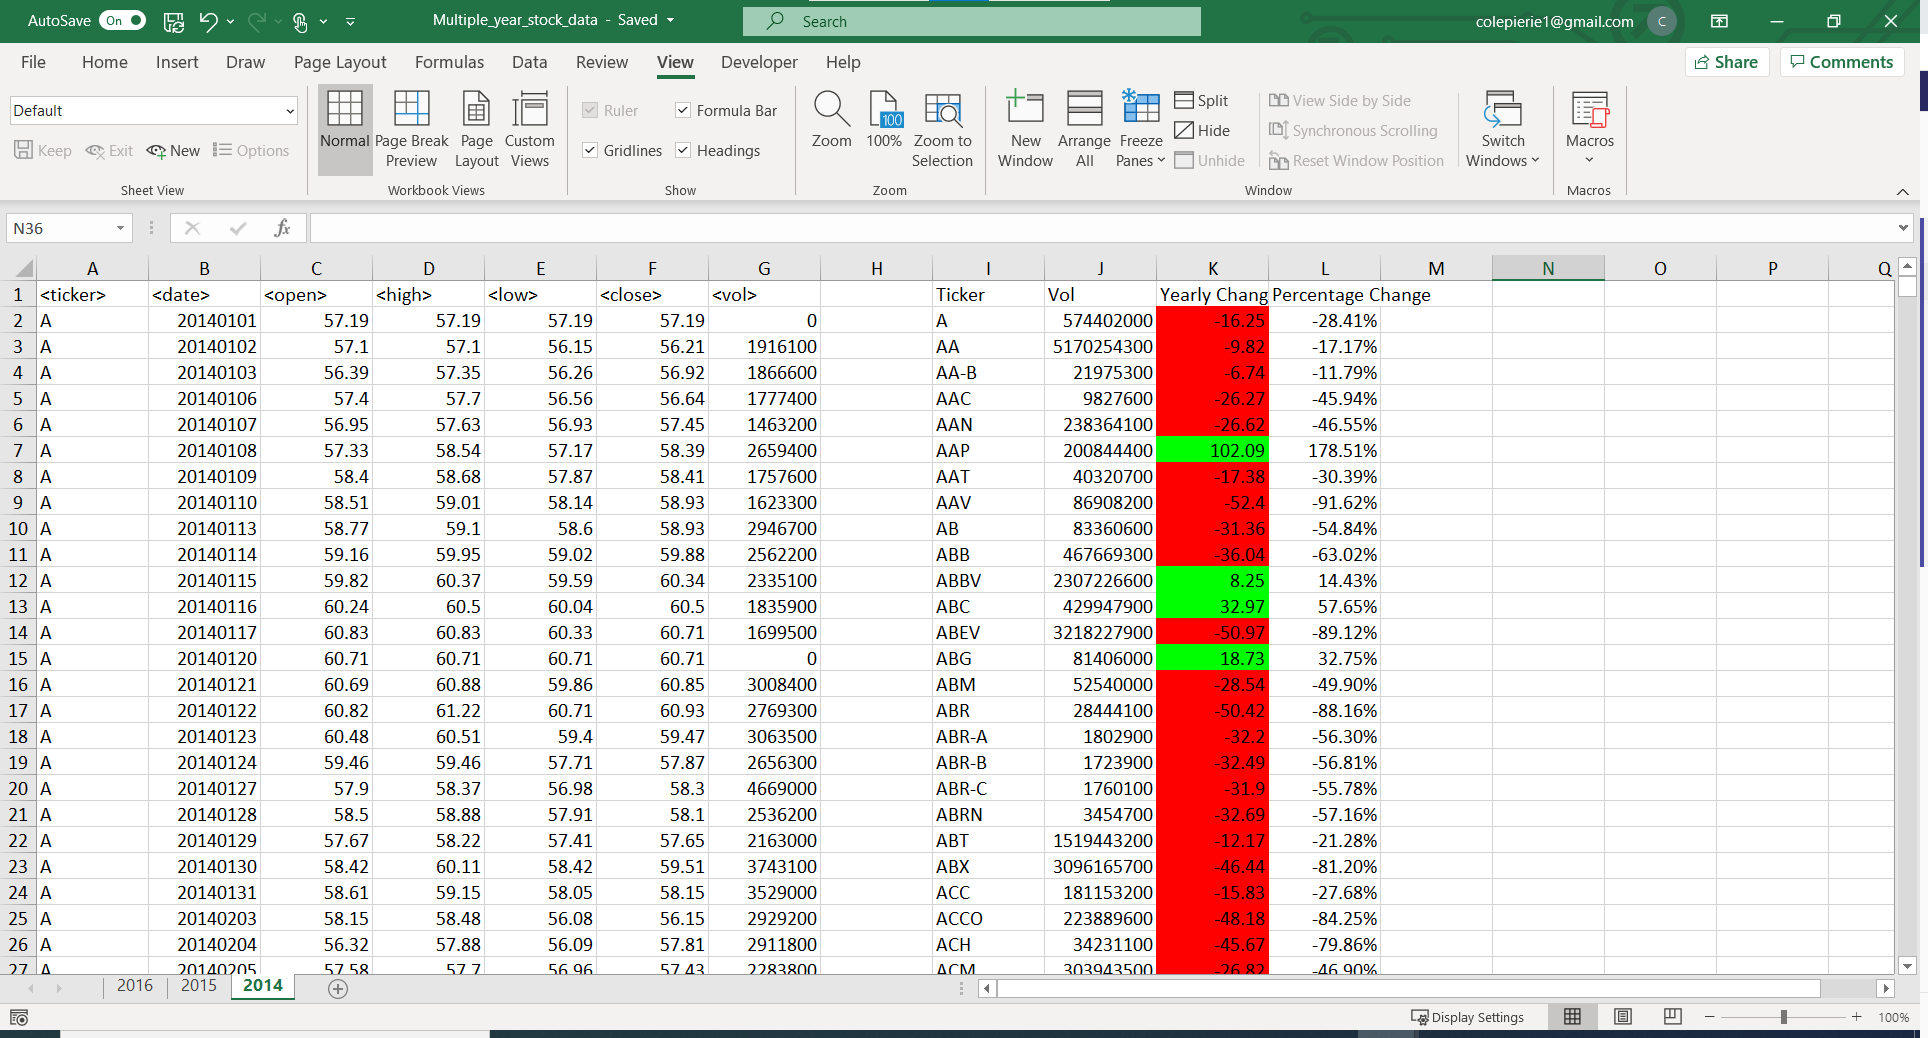 AutoSave On Multiple_year_stock_data - Saved Search colepierie1@gmail.com C
File Home Insert Draw Page Layout Formulas Data Review View Developer Help Share Comments
Default
Keep Exit New Options
Sheet View
Normal
Page Break Preview
Page Layout
Custom Views
Workbook Views
Ruler Formula Bar
Gridlines Headings
Show
Zoom
100 100%
Zoom to Selection
Zoom
New Window
Arrange All
Freeze Panes
Split
Hide
Unhide
View Side by Side
Synchronous Scrolling
Reset Window Position
Switch Windows
Window
Macros
Macros
N36 fx
A B C D E F G H I J K L M N O P Q
1 <ticker> <date> <open> <high> <low> <close> <vol> Ticker Vol Yearly Chang Percentage Change
2 A 20140101 57.19 57.19 57.19 57.19 0 A 574402000 -16.25 -28.41%
3 A 20140102 57.1 57.1 56.15 56.21 1916100 AA 5170254300 -9.82 -17.17%
4 A 20140103 56.39 57.35 56.26 56.92 1866600 AA-B 21975300 -6.74 -11.79%
5 A 20140106 57.4 57.7 56.56 56.64 1777400 AAC 9827600 -26.27 -45.94%
6 A 20140107 56.95 57.63 56.93 57.45 1463200 AAN 238364100 -26.62 -46.55%
7 A 20140108 57.33 58.54 57.17 58.39 2659400 AAP 200844400 102.09 178.51%
8 A 20140109 58.4 58.68 57.87 58.41 1757600 AAT 40320700 -17.38 -30.39%
9 A 20140110 58.51 59.01 58.14 58.93 1623300 AAV 86908200 -52.4 -91.62%
10 A 20140113 58.77 59.1 58.6 58.93 2946700 AB 83360600 -31.36 -54.84%
11 A 20140114 59.16 59.95 59.02 59.88 2562200 ABB 467669300 -36.04 -63.02%
12 A 20140115 59.82 60.37 59.59 60.34 2335100 ABBV 2307226600 8.25 14.43%
13 A 20140116 60.24 60.5 60.04 60.5 1835900 ABC 429947900 32.97 57.65%
14 A 20140117 60.83 60.83 60.33 60.71 1699500 ABEV 3218227900 -50.97 -89.12%
15 A 20140120 60.71 60.71 60.71 60.71 0 ABG 81406000 18.73 32.75%
16 A 20140121 60.69 60.88 59.86 60.85 3008400 ABM 52540000 -28.54 -49.90%
17 A 20140122 60.82 61.22 60.71 60.93 2769300 ABR 28444100 -50.42 -88.16%
18 A 20140123 60.48 60.51 59.4 59.47 3063500 ABR-A 1802900 -32.2 -56.30%
19 A 20140124 59.46 59.46 57.71 57.87 2656300 ABR-B 1723900 -32.49 -56.81%
20 A 20140127 57.9 58.37 56.98 58.3 4669000 ABR-C 1760100 -31.9 -55.78%
21 A 20140128 58.5 58.88 57.91 58.1 2536200 ABRN 3454700 -32.69 -57.16%
22 A 20140129 57.67 58.22 57.41 57.65 2163000 ABT 1519443200 -12.17 -21.28%
23 A 20140130 58.42 60.11 58.42 59.51 3743100 ABX 3096165700 -46.44 -81.20%
24 A 20140131 58.61 59.15 58.05 58.15 3529000 ACC 181153200 -15.83 -27.68%
25 A 20140203 58.15 58.48 56.08 56.15 2929200 ACCO 223889600 -48.18 -84.25%
26 A 20140204 56.32 57.88 56.09 57.81 2911800 ACH 34231100 -45.67 -79.86%
27 A 20140205 57.58 57.7 56.96 57.43 2283800 ACM 303943500 -26.82 -46.90%
2016 2015 2014
Display Settings 100%